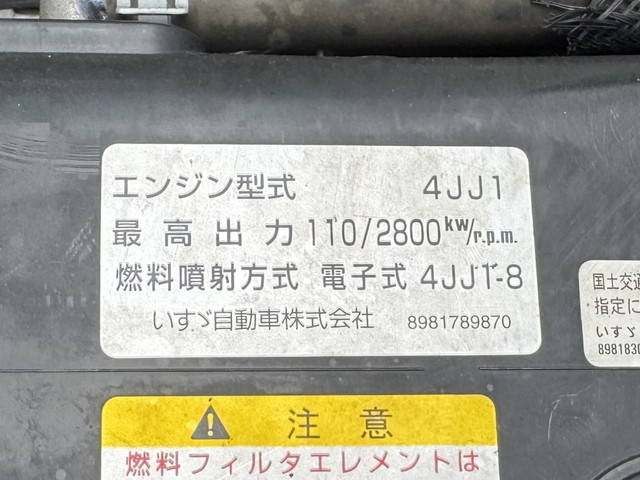 エンジン型式 4JJ1
最高出力 110/2800kW/r.p.m.
燃料噴射方式 電子式 4JJ1-8
いすゞ自動車株式会社 8981789870
国土交通
指定に
いすゞ
8981830
⚠ 注意
燃料フィルタエレメントは